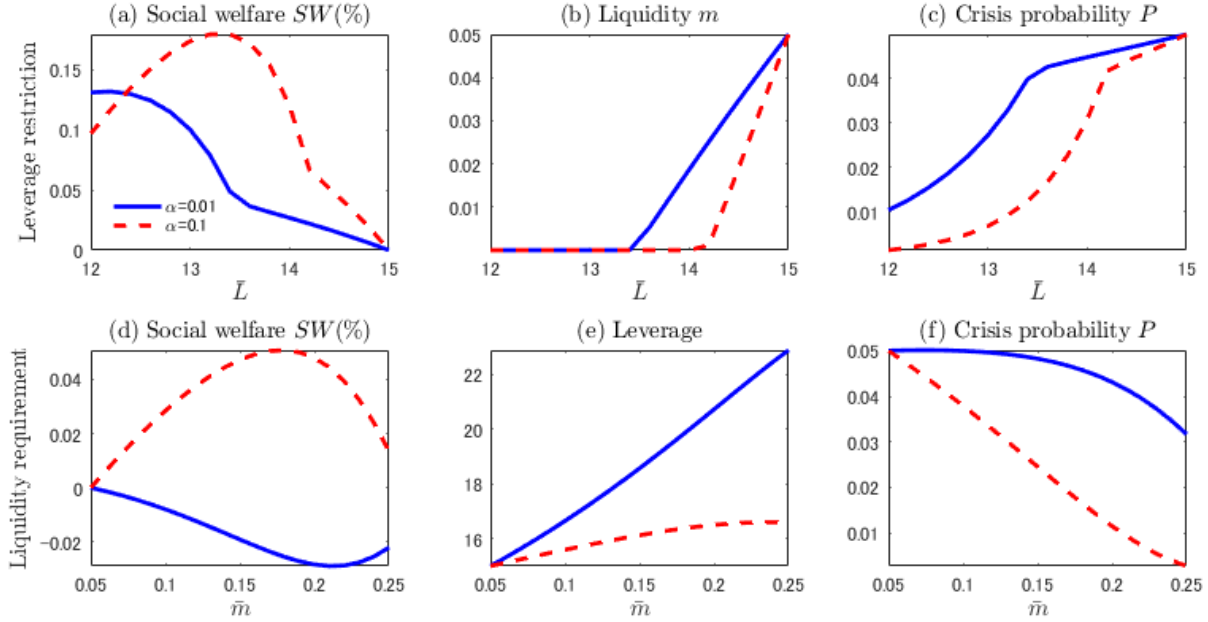 (a) Social welfare SW(%)
(b) Liquidity m
(c) Crisis probability P
Leverage restriction
0.15
0.1
0.05
0
α=0.01
α=0.1
12 13 14 15
L̄
0.05
0.04
0.03
0.02
0.01
12 13 14 15
L̄
0.04
0.03
0.02
0.01
12 13 14 15
L̄
(d) Social welfare SW(%)
(e) Leverage
(f) Crisis probability P
Liquidity requirement
0.04
0.02
0
−0.02
0.05 0.1 0.15 0.2 0.25
m̄
22
20
18
16
0.05 0.1 0.15 0.2 0.25
m̄
0.05
0.04
0.03
0.02
0.01
0.05 0.1 0.15 0.2 0.25
m̄